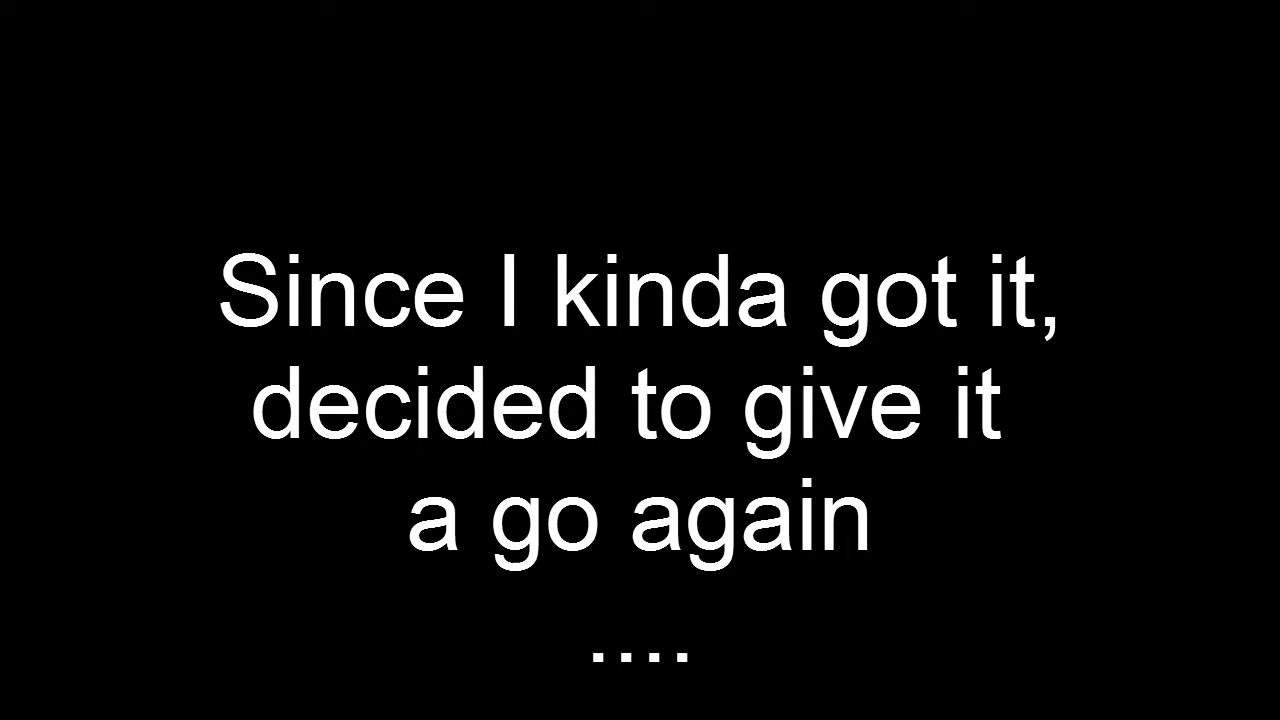 Since I kinda got it,
decided to give it
a go again
....